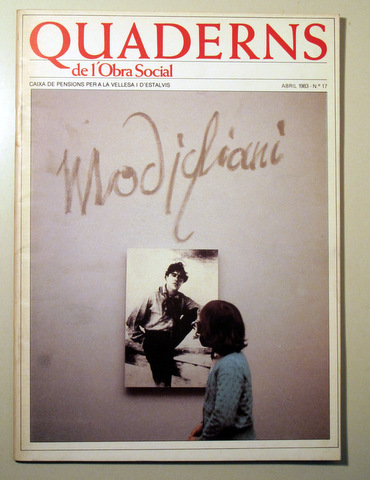 QUADERNS
de l'Obra Social
CAIXA DE PENSIONS PER A LA VELLESA I D'ESTALVIS
ABRIL 1983 - N.º 17
Modigliani